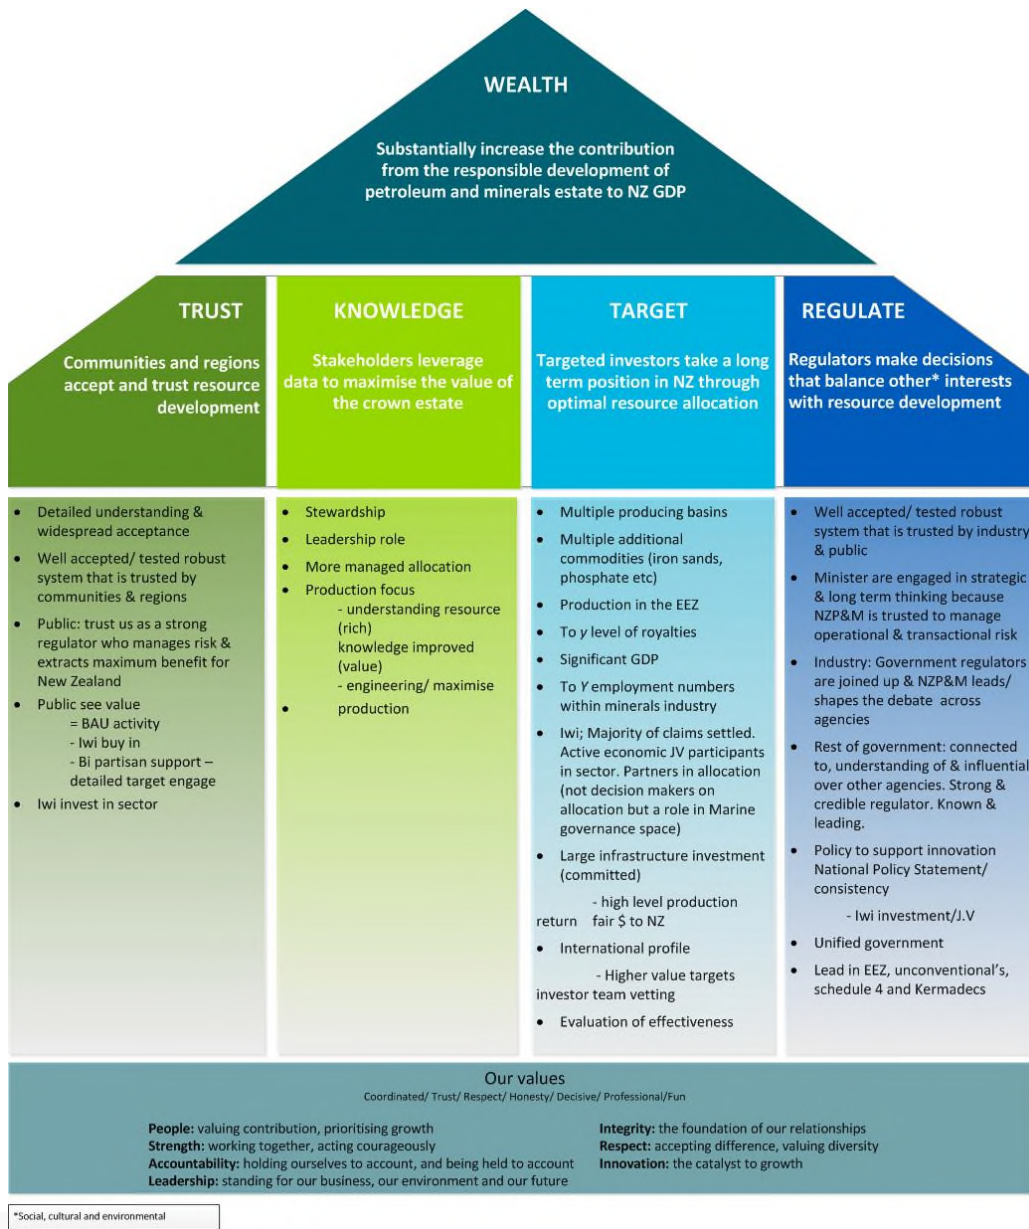 WEALTH
Substantially increase the contribution
from the responsible development of
petroleum and minerals estate to NZ GDP
TRUST
Communities and regions
accept and trust resource
development
KNOWLEDGE
Stakeholders leverage
data to maximise the value of
the crown estate
TARGET
Targeted investors take a long
term position in NZ through
optimal resource allocation
REGULATE
Regulators make decisions
that balance other* interests
with resource development
• Detailed understanding &
widespread acceptance
• Well accepted/ tested robust
system that is trusted by
communities & regions
• Public: trust us as a strong
regulator who manages risk &
extracts maximum benefit for
New Zealand
• Public see value
= BAU activity
- Iwi buy in
- Bi partisan support –
detailed target engage
• Iwi invest in sector
• Stewardship
• Leadership role
• More managed allocation
• Production focus
- understanding resource
(rich)
knowledge improved
(value)
- engineering/ maximise
• production
• Multiple producing basins
• Multiple additional
commodities (iron sands,
phosphate etc)
• Production in the EEZ
• To y level of royalties
• Significant GDP
• To Y employment numbers
within minerals industry
• Iwi; Majority of claims settled.
Active economic JV participants
in sector. Partners in allocation
(not decision makers on
allocation but a role in Marine
governance space)
• Large infrastructure investment
(committed)
- high level production
return fair $ to NZ
• International profile
- Higher value targets
investor team vetting
• Evaluation of effectiveness
• Well accepted/ tested robust
system that is trusted by industry
& public
• Minister are engaged in strategic
& long term thinking because
NZP&M is trusted to manage
operational & transactional risk
• Industry: Government regulators
are joined up & NZP&M leads/
shapes the debate across
agencies
• Rest of government: connected
to, understanding of & influential
over other agencies. Strong &
credible regulator. Known &
leading.
• Policy to support innovation
National Policy Statement/
consistency
- Iwi investment/J.V
• Unified government
• Lead in EEZ, unconventional's,
schedule 4 and Kermadecs
Our values
Coordinated/ Trust/ Respect/ Honesty/ Decisive/ Professional/Fun
People: valuing contribution, prioritising growth
Strength: working together, acting courageously
Accountability: holding ourselves to account, and being held to account
Leadership: standing for our business, our environment and our future
Integrity: the foundation of our relationships
Respect: accepting difference, valuing diversity
Innovation: the catalyst to growth
*Social, cultural and environmental